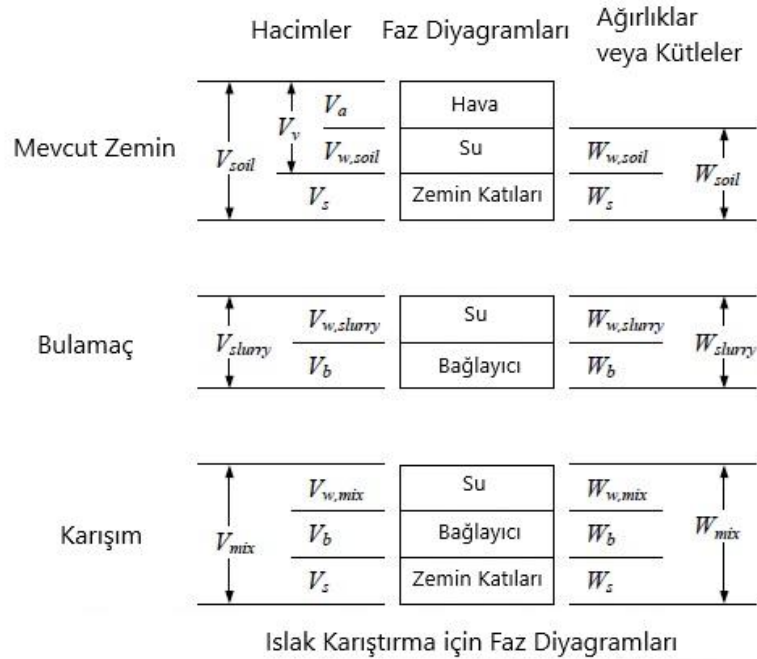 Hacimler Faz Diyagramları Ağırlıklar
veya Kütleler
Mevcut Zemin
V_soil
V_v
V_a
V_w,soil
V_s
Hava
Su
Zemin Katıları
W_w,soil
W_s
W_soil
Bulamaç
V_slurry
V_w,slurry
V_b
Su
Bağlayıcı
W_w,slurry
W_b
W_slurry
Karışım
V_mix
V_w,mix
V_b
V_s
Su
Bağlayıcı
Zemin Katıları
W_w,mix
W_b
W_s
W_mix
Islak Karıştırma için Faz Diyagramları